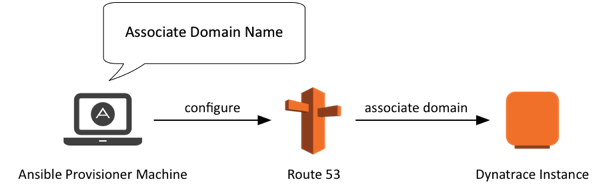 Associate Domain Name
configure
associate domain
Ansible Provisioner Machine
Route 53
Dynatrace Instance